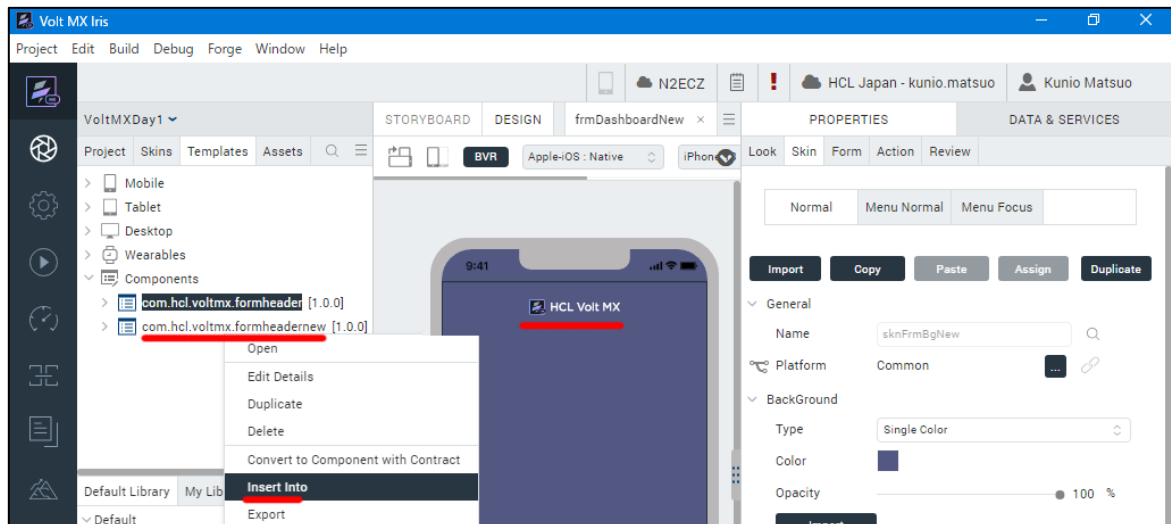 Volt MX Iris
Project Edit Build Debug Forge Window Help
N2ECZ ! HCL Japan - kunio.matsuo Kunio Matsuo
VoltMXDay1 STORYBOARD DESIGN frmDashboardNew × PROPERTIES DATA & SERVICES
Project Skins Templates Assets BVR Apple-iOS : Native Look Skin Form Action Review
Mobile
Tablet
Desktop
Wearables
Components
com.hcl.voltmx.formheader [1.0.0]
com.hcl.voltmx.formheadernew [1.0.0]
Open
Edit Details
Duplicate
Delete
Convert to Component with Contract
Insert Into
Export
Default Library
Default
9:41
HCL Volt MX
Normal Menu Normal Menu Focus
Import Copy Paste Assign Duplicate
General
Name sknFrmBgNew
Platform Common ...
BackGround
Type Single Color
Color
Opacity 100 %